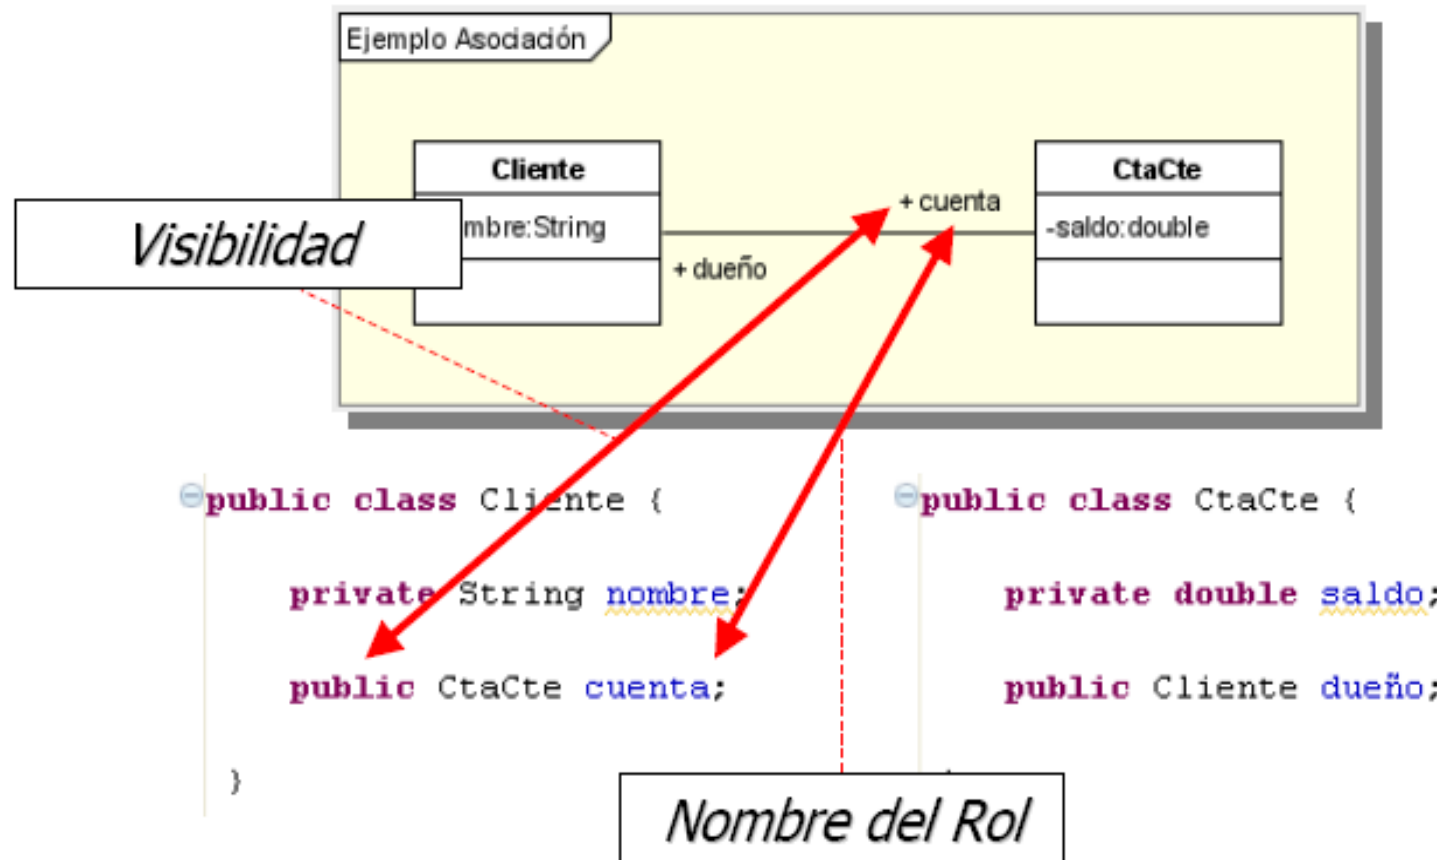 Ejemplo Asociación
Cliente
CtaCte
+ cuenta
Visibilidad
mbre:String
-saldo:double
+ dueño
public class Cliente {
public class CtaCte {
private String nombre;
private double saldo;
public CtaCte cuenta;
public Cliente dueño;
}
Nombre del Rol